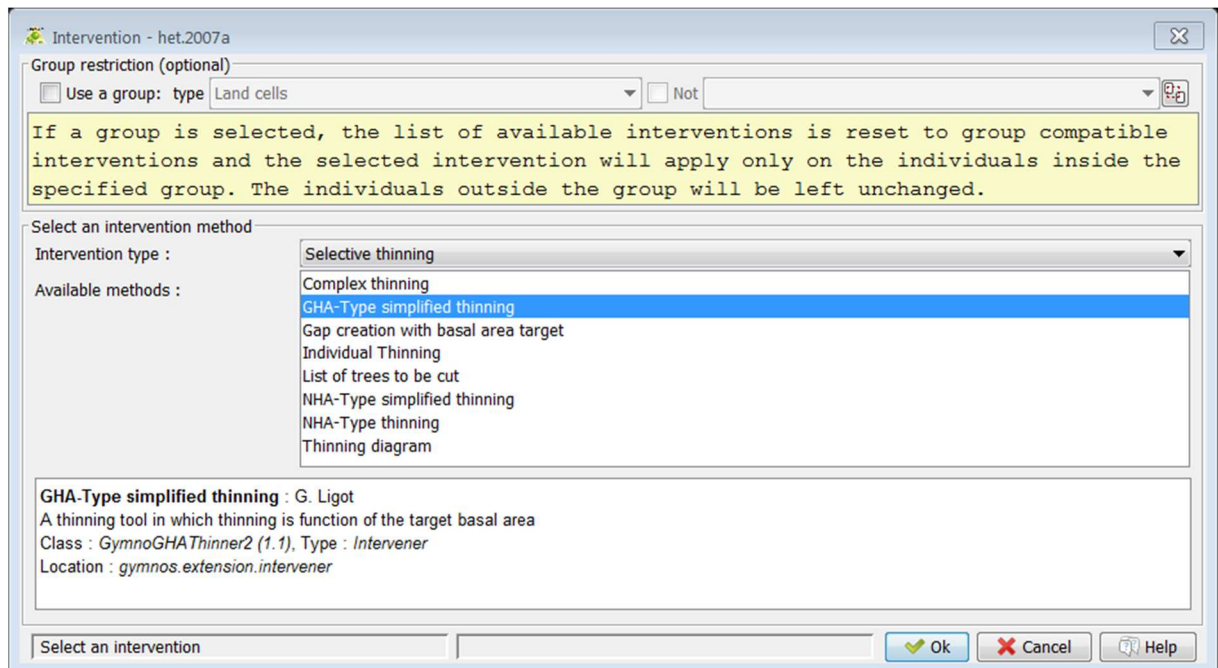 Intervention - het.2007a
Group restriction (optional)
Use a group: type Land cells Not
If a group is selected, the list of available interventions is reset to group compatible
interventions and the selected intervention will apply only on the individuals inside the
specified group. The individuals outside the group will be left unchanged.
Select an intervention method
Intervention type : Selective thinning
Available methods :
Complex thinning
GHA-Type simplified thinning
Gap creation with basal area target
Individual Thinning
List of trees to be cut
NHA-Type simplified thinning
NHA-Type thinning
Thinning diagram
GHA-Type simplified thinning : G. Ligot
A thinning tool in which thinning is function of the target basal area
Class : GymnoGHAThinner2 (1.1), Type : Intervener
Location : gymnos.extension.intervener
Select an intervention Ok Cancel Help